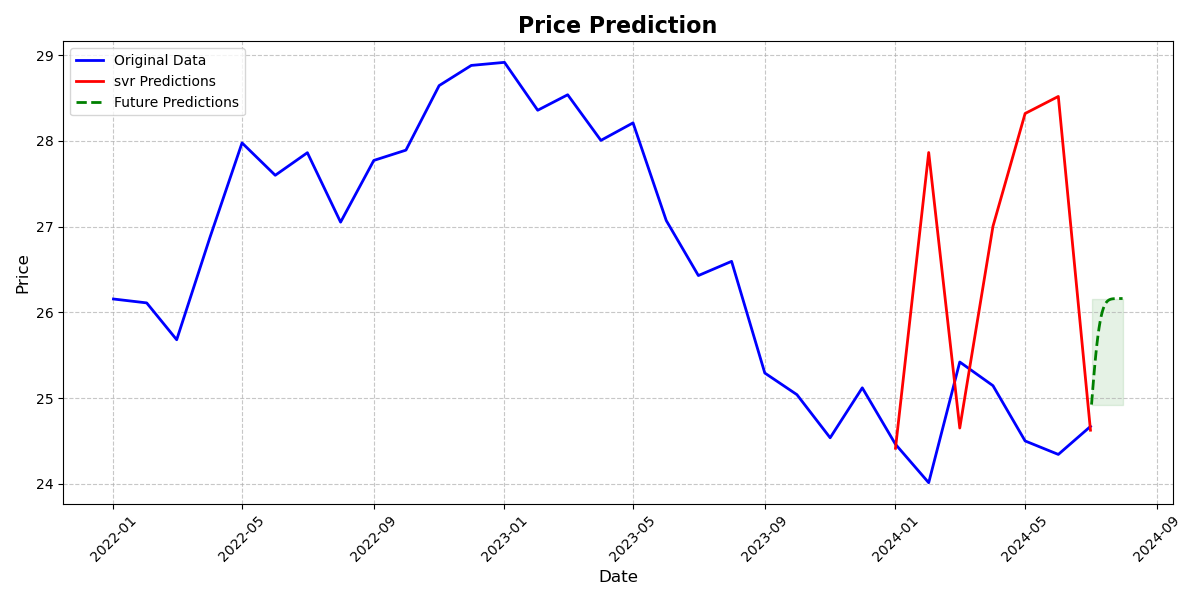 Price Prediction
Original Data
svr Predictions
Future Predictions
Price
29
28
27
26
25
24
2022-01
2022-05
2022-09
2023-01
2023-05
2023-09
2024-01
2024-05
2024-09
Date